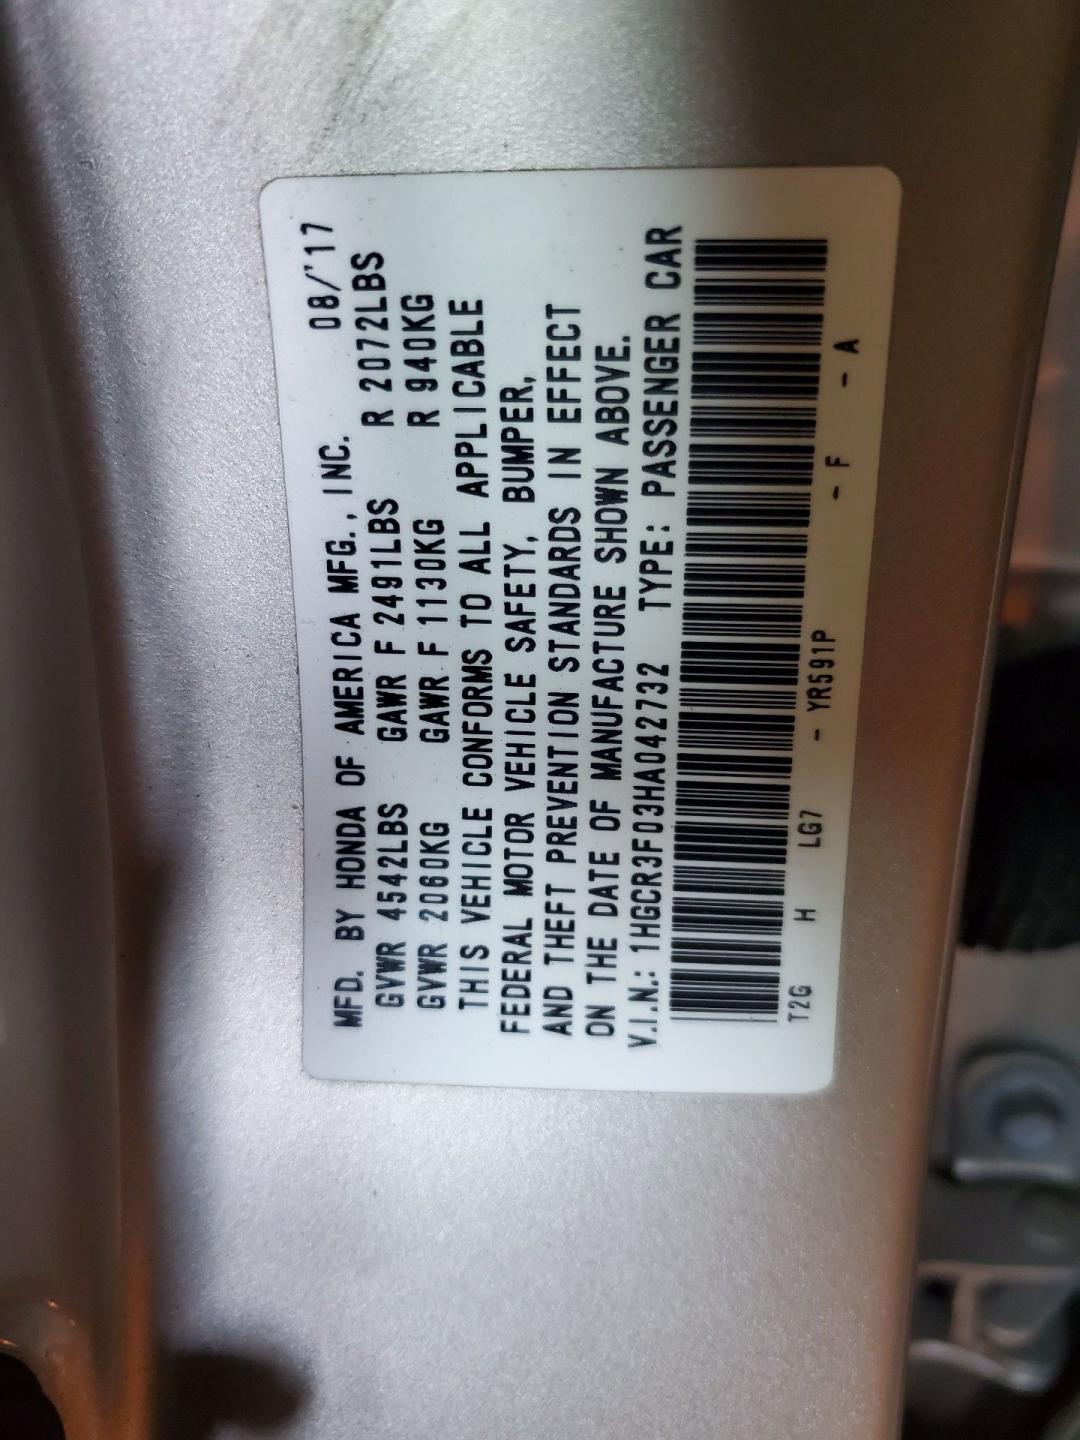 MFD. BY HONDA OF AMERICA MFG., INC. 08/'17
GVWR 4542LBS GAWR F 2491LBS R 2072LBS
GVWR 2060KG GAWR F 1130KG R 940KG
THIS VEHICLE CONFORMS TO ALL APPLICABLE
FEDERAL MOTOR VEHICLE SAFETY, BUMPER,
AND THEFT PREVENTION STANDARDS IN EFFECT
ON THE DATE OF MANUFACTURE SHOWN ABOVE.
V.I.N.: 1HGCR3F03HA042732 TYPE: PASSENGER CAR
T2G H LG7 - YR591P - F - A